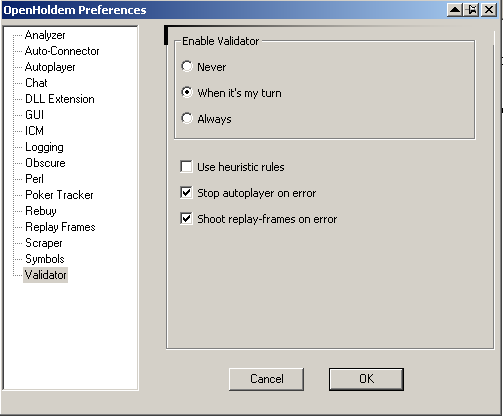 OpenHoldem Preferences
Analyzer
Auto-Connector
Autoplayer
Chat
DLL Extension
GUI
ICM
Logging
Obscure
Perl
Poker Tracker
Rebuy
Replay Frames
Scraper
Symbols
Validator
Enable Validator
Never
When it's my turn
Always
Use heuristic rules
Stop autoplayer on error
Shoot replay-frames on error
Cancel
OK